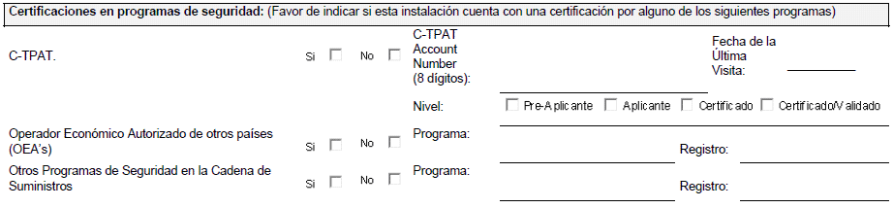 Certificaciones en programas de seguridad: (Favor de indicar si esta instalación cuenta con una certificación por alguno de los siguientes programas)
C-TPAT. Si No C-TPAT Account Number (8 dígitos): Fecha de la Última Visita:
Nivel: Pre-Aplicante Aplicante Certificado Certificado/Validado
Operador Económico Autorizado de otros países (OEA's) Si No Programa: Registro:
Otros Programas de Seguridad en la Cadena de Suministros Si No Programa: Registro: